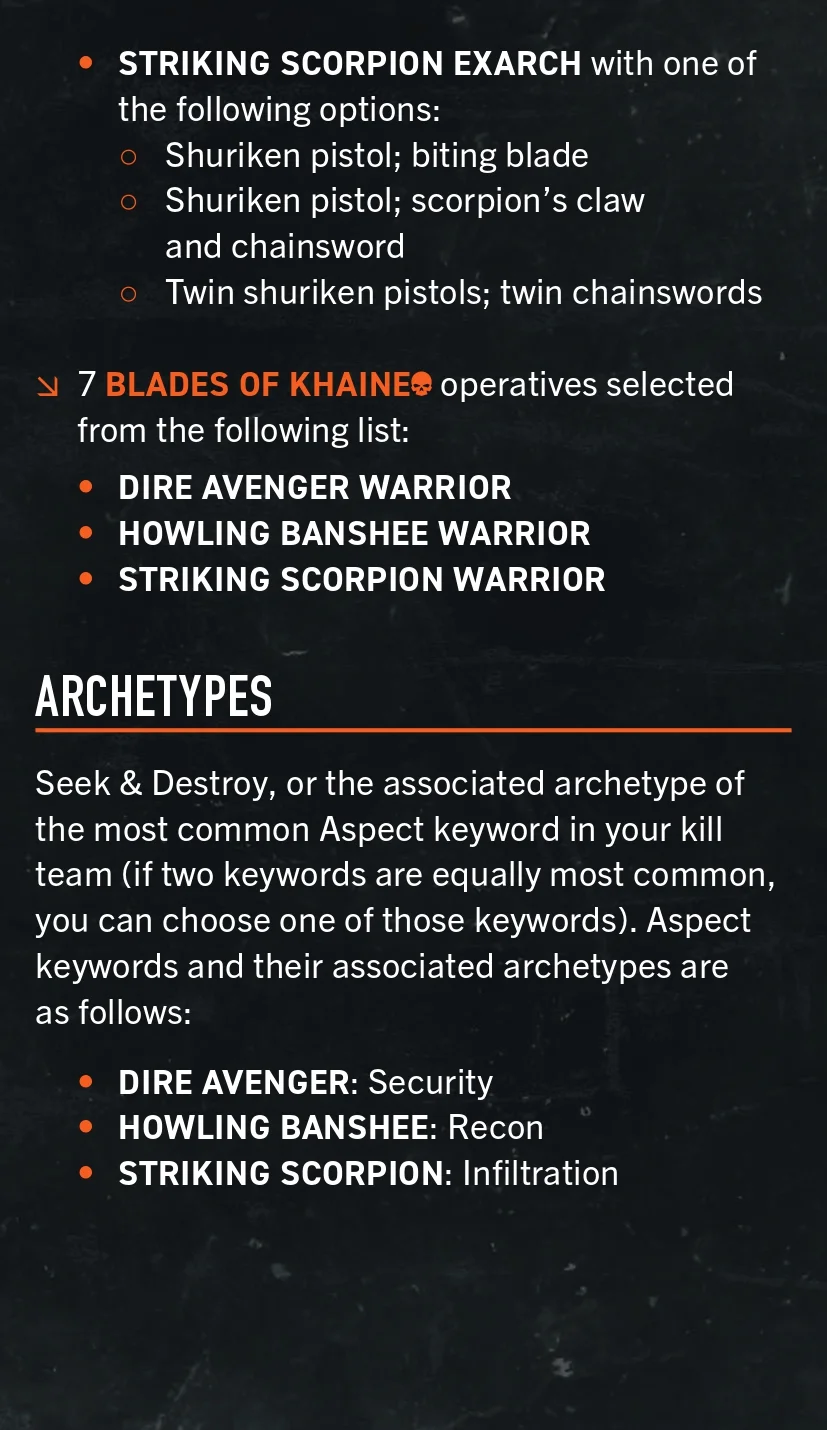 • STRIKING SCORPION EXARCH with one of
the following options:
○ Shuriken pistol; biting blade
○ Shuriken pistol; scorpion’s claw
and chainsword
○ Twin shuriken pistols; twin chainswords
↘ 7 BLADES OF KHAINE💀 operatives selected
from the following list:
• DIRE AVENGER WARRIOR
• HOWLING BANSHEE WARRIOR
• STRIKING SCORPION WARRIOR
ARCHETYPES
Seek & Destroy, or the associated archetype of
the most common Aspect keyword in your kill
team (if two keywords are equally most common,
you can choose one of those keywords). Aspect
keywords and their associated archetypes are
as follows:
• DIRE AVENGER: Security
• HOWLING BANSHEE: Recon
• STRIKING SCORPION: Infiltration